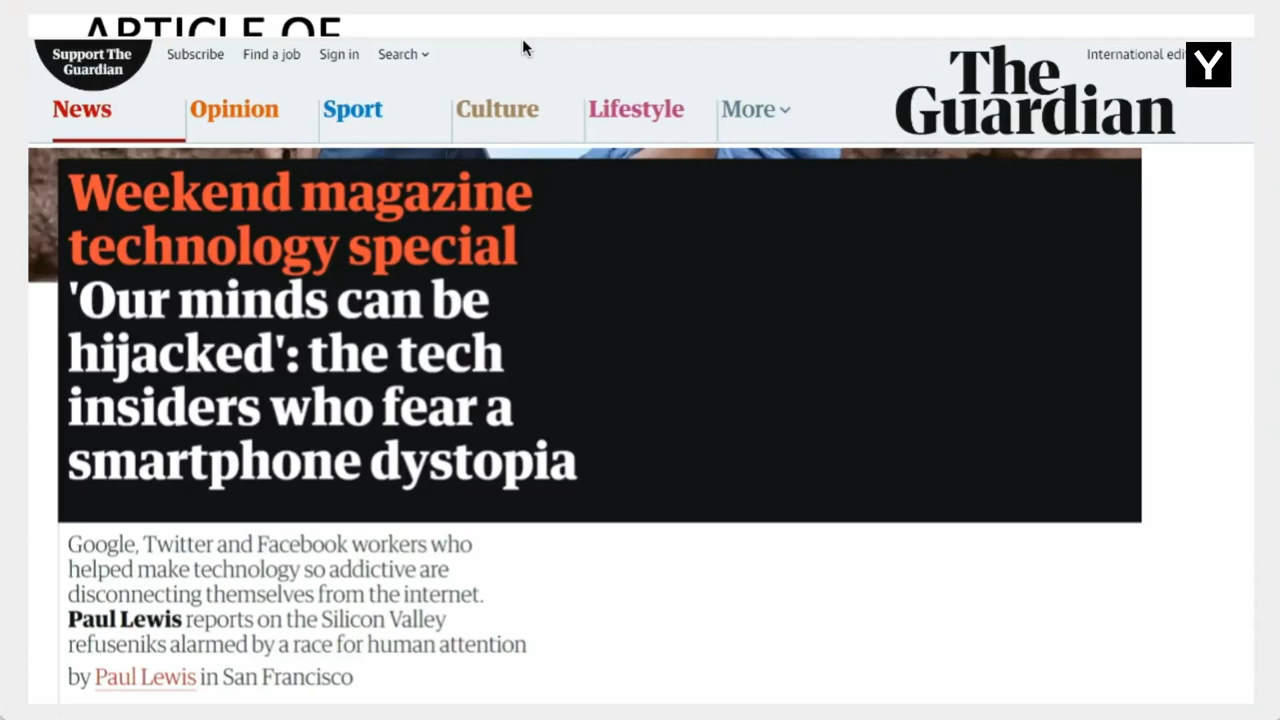 ARTICLE OF
Support The
Guardian
Subscribe Find a job Sign in Search
International edi
Y
The
Guardian
News Opinion Sport Culture Lifestyle More
Weekend magazine
technology special
'Our minds can be
hijacked': the tech
insiders who fear a
smartphone dystopia
Google, Twitter and Facebook workers who
helped make technology so addictive are
disconnecting themselves from the internet.
Paul Lewis reports on the Silicon Valley
refuseniks alarmed by a race for human attention
by Paul Lewis in San Francisco